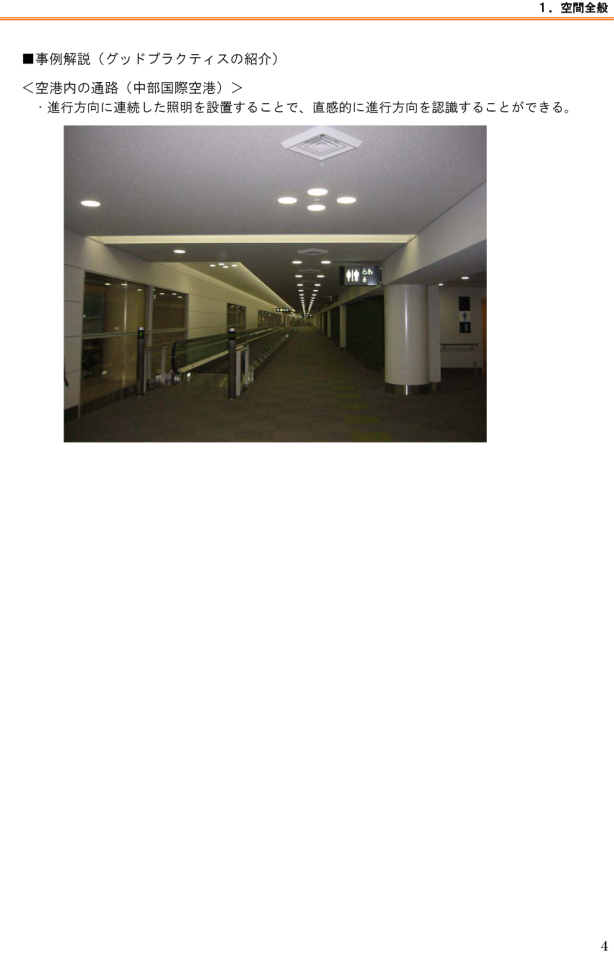 1．空間全般
■事例解説（グッドプラクティスの紹介）
＜空港内の通路（中部国際空港）＞
・進行方向に連続した照明を設置することで、直感的に進行方向を認識することができる。
4